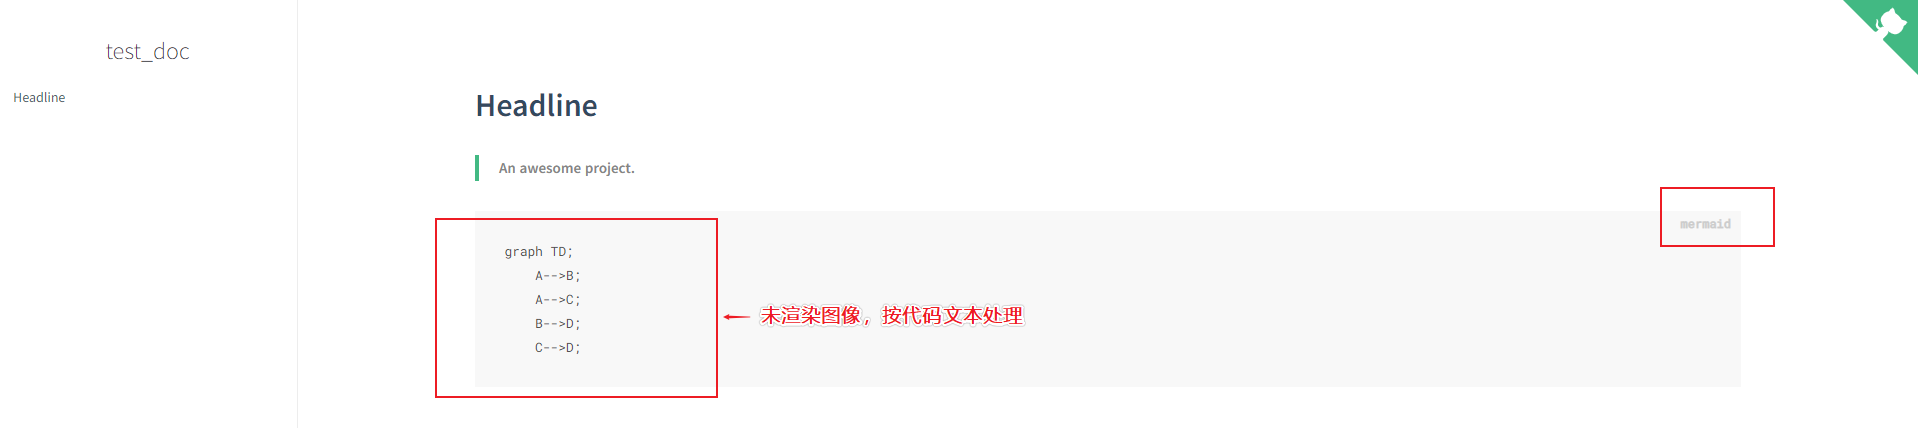 test_doc
Headline
Headline
An awesome project.
mermaid
graph TD;
    A-->B;
    A-->C;
    B-->D;
    C-->D;
未渲染图像，按代码文本处理